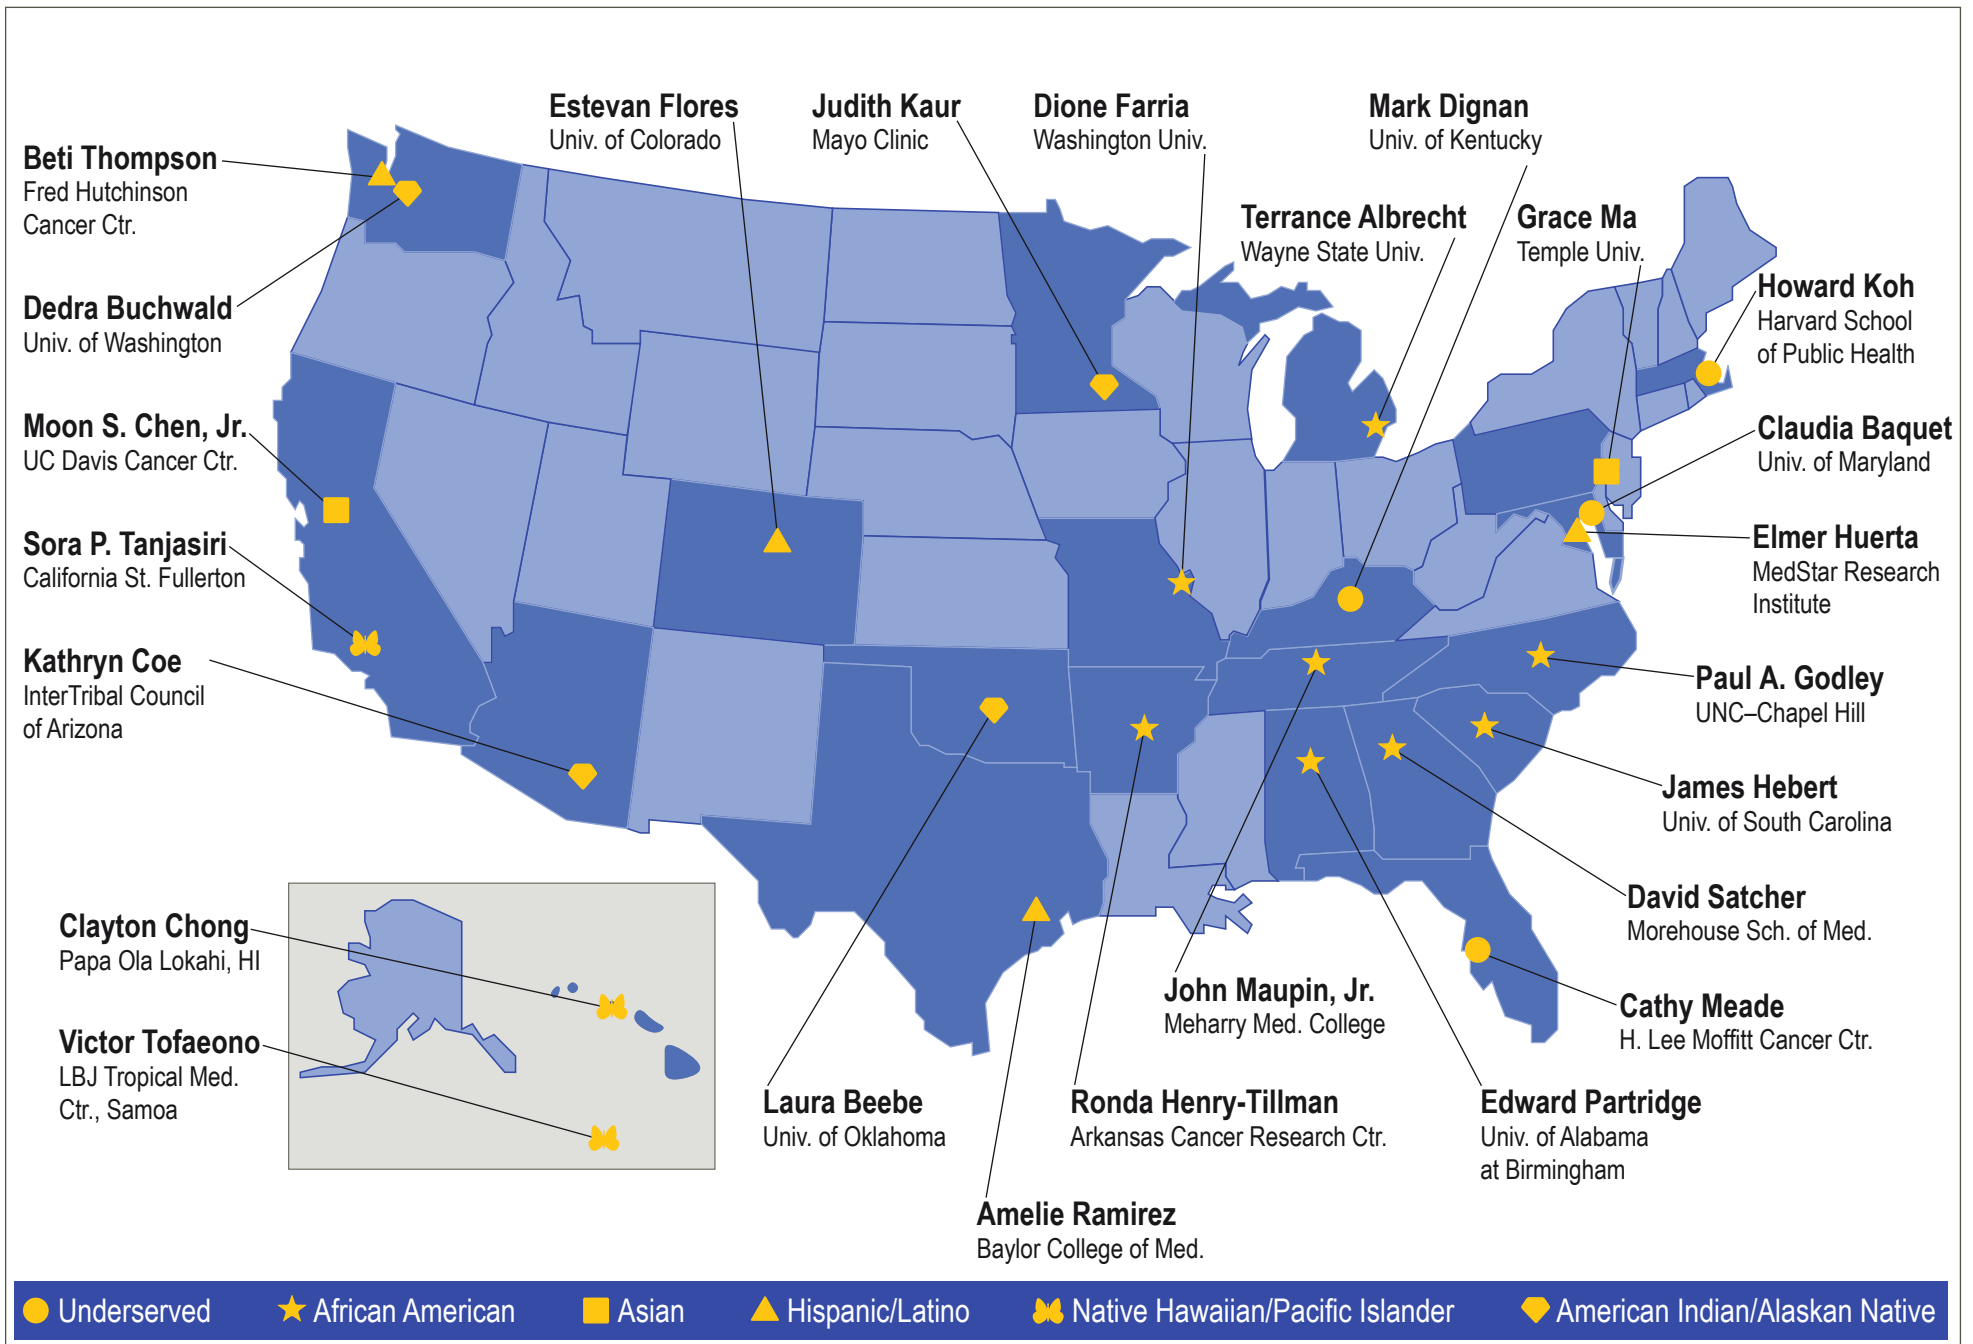 Estevan Flores
Univ. of Colorado
Judith Kaur
Mayo Clinic
Dione Farria
Washington Univ.
Mark Dignan
Univ. of Kentucky
Beti Thompson
Fred Hutchinson
Cancer Ctr.
Terrance Albrecht
Wayne State Univ.
Grace Ma
Temple Univ.
Dedra Buchwald
Univ. of Washington
Howard Koh
Harvard School
of Public Health
Moon S. Chen, Jr.
UC Davis Cancer Ctr.
Claudia Baquet
Univ. of Maryland
Sora P. Tanjasiri
California St. Fullerton
Elmer Huerta
MedStar Research
Institute
Kathryn Coe
InterTribal Council
of Arizona
Paul A. Godley
UNC–Chapel Hill
James Hebert
Univ. of South Carolina
David Satcher
Morehouse Sch. of Med.
Clayton Chong
Papa Ola Lokahi, HI
John Maupin, Jr.
Meharry Med. College
Cathy Meade
H. Lee Moffitt Cancer Ctr.
Victor Tofaeono
LBJ Tropical Med.
Ctr., Samoa
Laura Beebe
Univ. of Oklahoma
Ronda Henry-Tillman
Arkansas Cancer Research Ctr.
Edward Partridge
Univ. of Alabama
at Birmingham
Amelie Ramirez
Baylor College of Med.
Underserved
African American
Asian
Hispanic/Latino
Native Hawaiian/Pacific Islander
American Indian/Alaskan Native